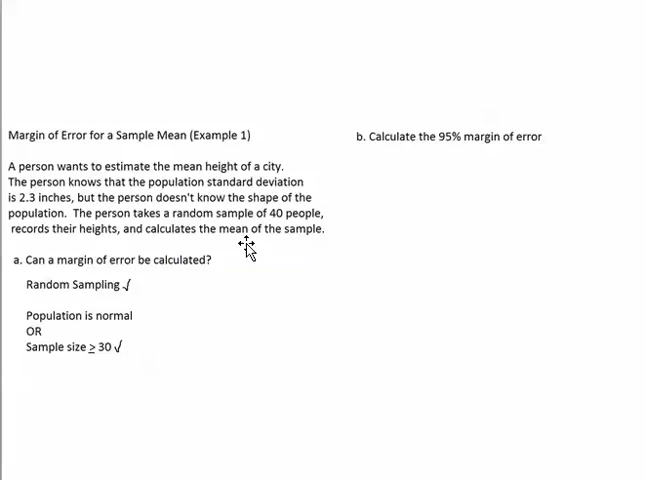 Margin of Error for a Sample Mean (Example 1)
A person wants to estimate the mean height of a city.
The person knows that the population standard deviation
is 2.3 inches, but the person doesn't know the shape of the
population. The person takes a random sample of 40 people,
records their heights, and calculates the mean of the sample.
a. Can a margin of error be calculated?
Random Sampling √
Population is normal
OR
Sample size ≥ 30 √
b. Calculate the 95% margin of error